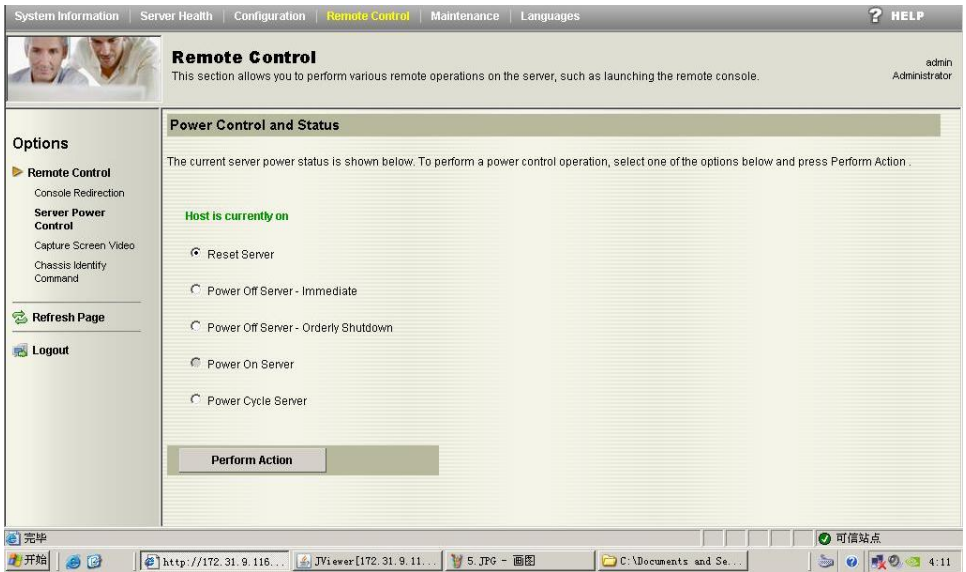 System Information Server Health Configuration Remote Control Maintenance Languages ? HELP
Remote Control
This section allows you to perform various remote operations on the server, such as launching the remote console.
admin
Administrator
Options
Remote Control
Console Redirection
Server Power
Control
Capture Screen Video
Chassis Identify
Command
Refresh Page
Logout
Power Control and Status
The current server power status is shown below. To perform a power control operation, select one of the options below and press Perform Action .
Host is currently on
Reset Server
Power Off Server - Immediate
Power Off Server - Orderly Shutdown
Power On Server
Power Cycle Server
Perform Action
完毕 可信站点
开始 http://172.31.9.116... JViewer[172.31.9.11... 5.JPG - 画图 C:\Documents and Se... 4:11